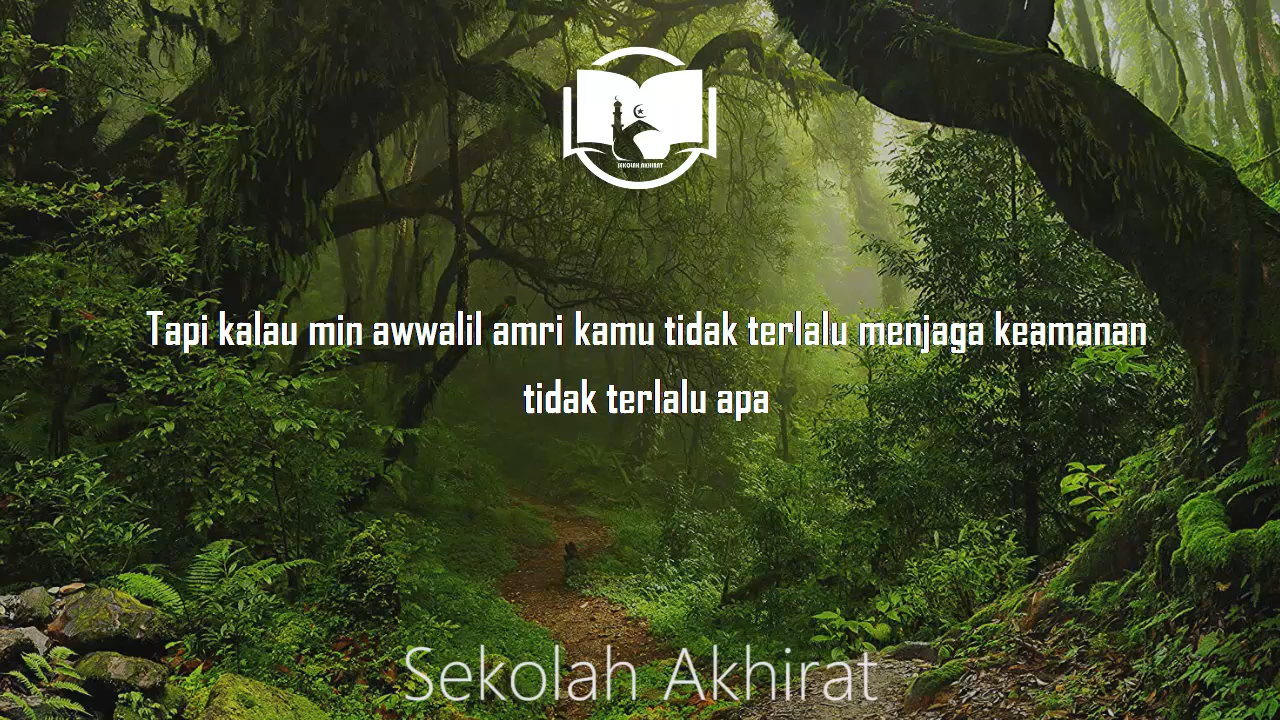 SEKOLAH AKHIRAT
Tapi kalau min awwalil amri kamu tidak terlalu menjaga keamanan
tidak terlalu apa
Sekolah Akhirat